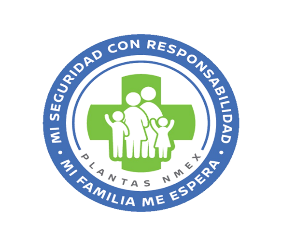 MI SEGURIDAD CON RESPONSABILIDAD
• MI FAMILIA ME ESPERA •
PLANTAS NMEX